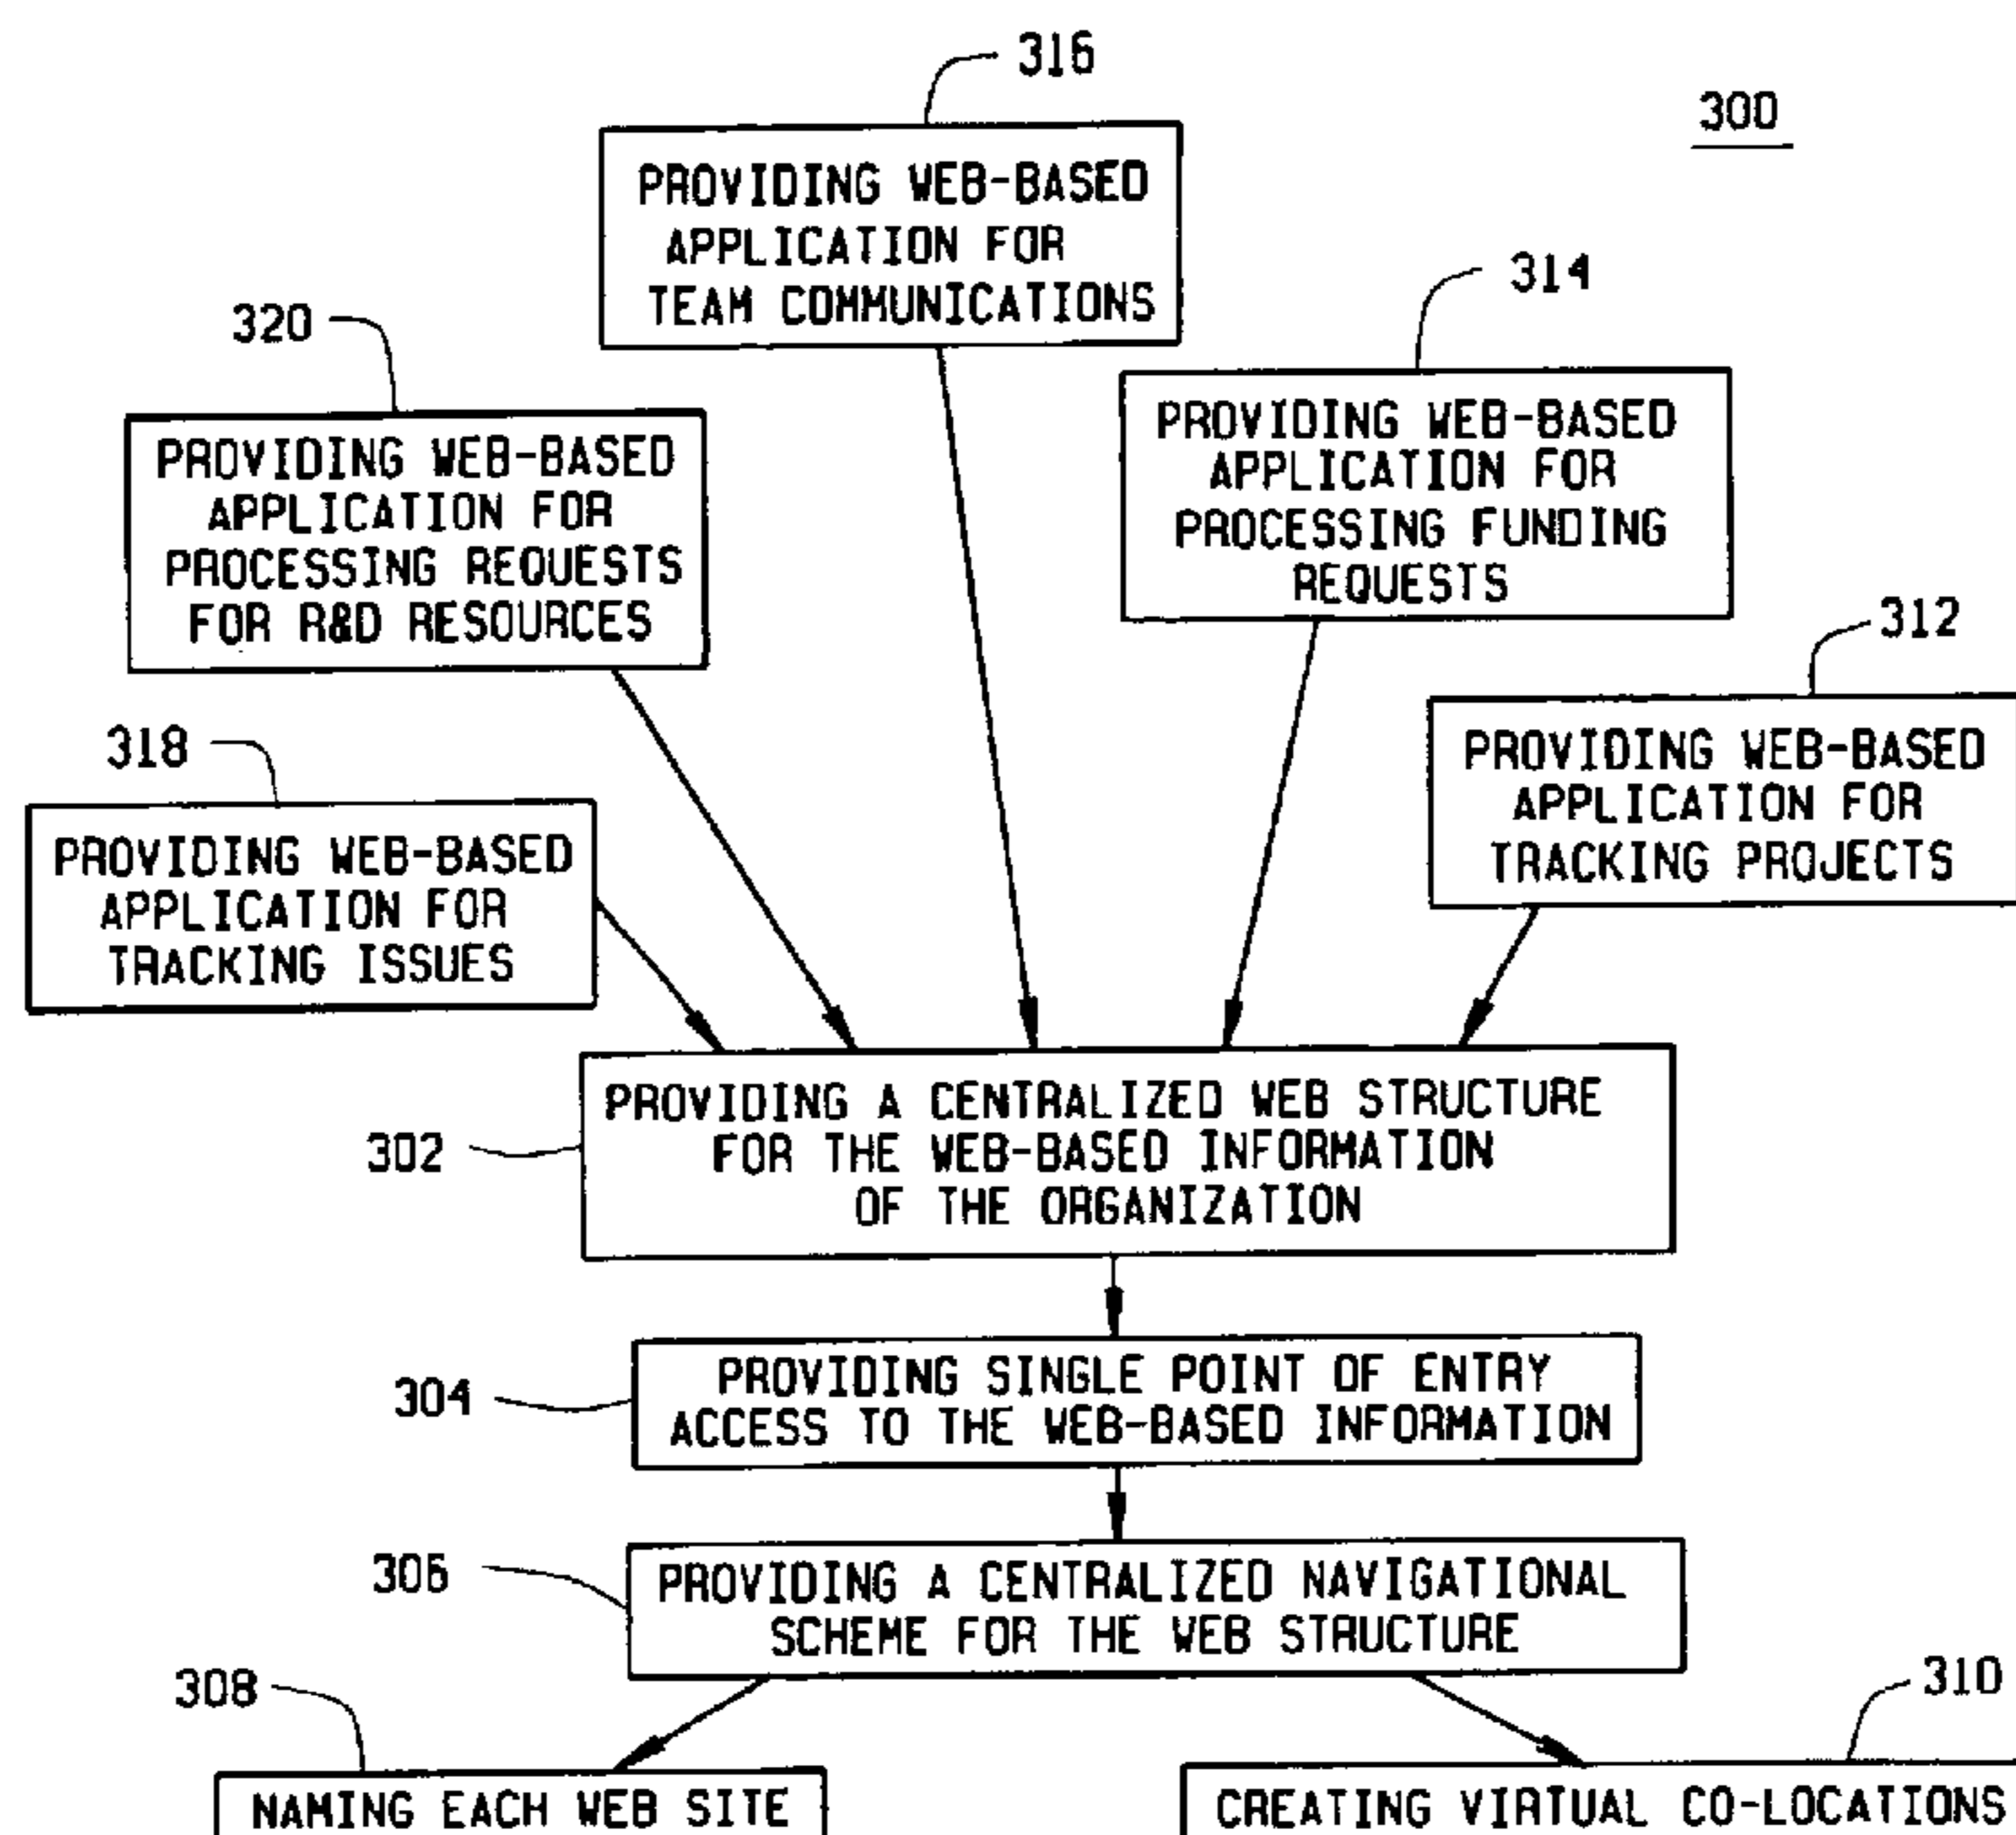 316
300
PROVIDING WEB-BASED
APPLICATION FOR
TEAM COMMUNICATIONS
314
320
PROVIDING WEB-BASED
APPLICATION FOR
PROCESSING FUNDING
REQUESTS
PROVIDING WEB-BASED
APPLICATION FOR
PROCESSING REQUESTS
FOR R&D RESOURCES
312
318
PROVIDING WEB-BASED
APPLICATION FOR
TRACKING PROJECTS
PROVIDING WEB-BASED
APPLICATION FOR
TRACKING ISSUES
302
PROVIDING A CENTRALIZED WEB STRUCTURE
FOR THE WEB-BASED INFORMATION
OF THE ORGANIZATION
304
PROVIDING SINGLE POINT OF ENTRY
ACCESS TO THE WEB-BASED INFORMATION
306
PROVIDING A CENTRALIZED NAVIGATIONAL
SCHEME FOR THE WEB STRUCTURE
308
310
NAMING EACH WEB SITE
CREATING VIRTUAL CO-LOCATIONS